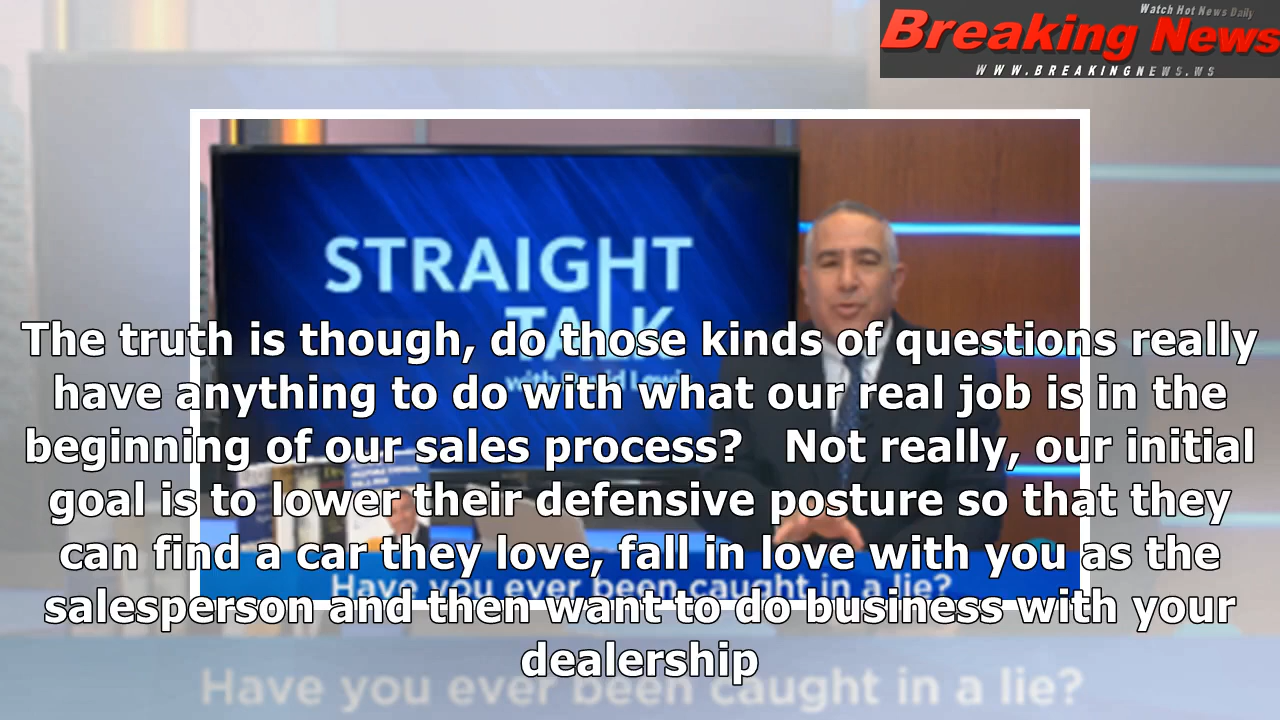 Watch Hot News Daily
Breaking News
WWW.BREAKINGNEWS.WS
STRAIGHT
TALK
with David Lewis
The truth is though, do those kinds of questions really
have anything to do with what our real job is in the
beginning of our sales process?   Not really, our initial
goal is to lower their defensive posture so that they
can find a car they love, fall in love with you as the
salesperson and then want to do business with your
dealership
Have you ever been caught in a lie?
Have you ever been caught in a lie?